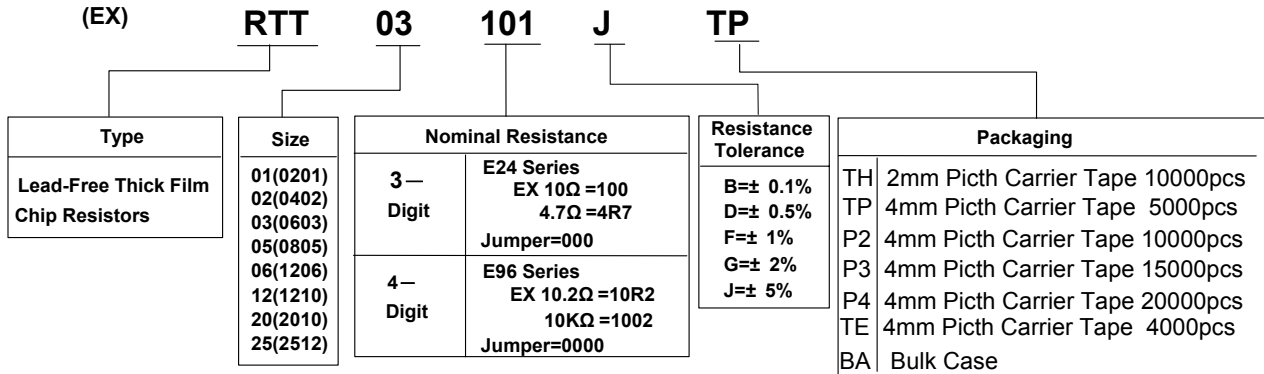 (EX) RTT 03 101 J TP
Type
Lead-Free Thick Film
Chip Resistors
Size
01(0201)
02(0402)
03(0603)
05(0805)
06(1206)
12(1210)
20(2010)
25(2512)
Nominal Resistance
3—
Digit
E24 Series
EX 10Ω =100
4.7Ω =4R7
Jumper=000
4—
Digit
E96 Series
EX 10.2Ω =10R2
10KΩ =1002
Jumper=0000
Resistance
Tolerance
B=± 0.1%
D=± 0.5%
F=± 1%
G=± 2%
J=± 5%
Packaging
TH 2mm Picth Carrier Tape 10000pcs
TP 4mm Picth Carrier Tape 5000pcs
P2 4mm Picth Carrier Tape 10000pcs
P3 4mm Picth Carrier Tape 15000pcs
P4 4mm Picth Carrier Tape 20000pcs
TE 4mm Picth Carrier Tape 4000pcs
BA Bulk Case